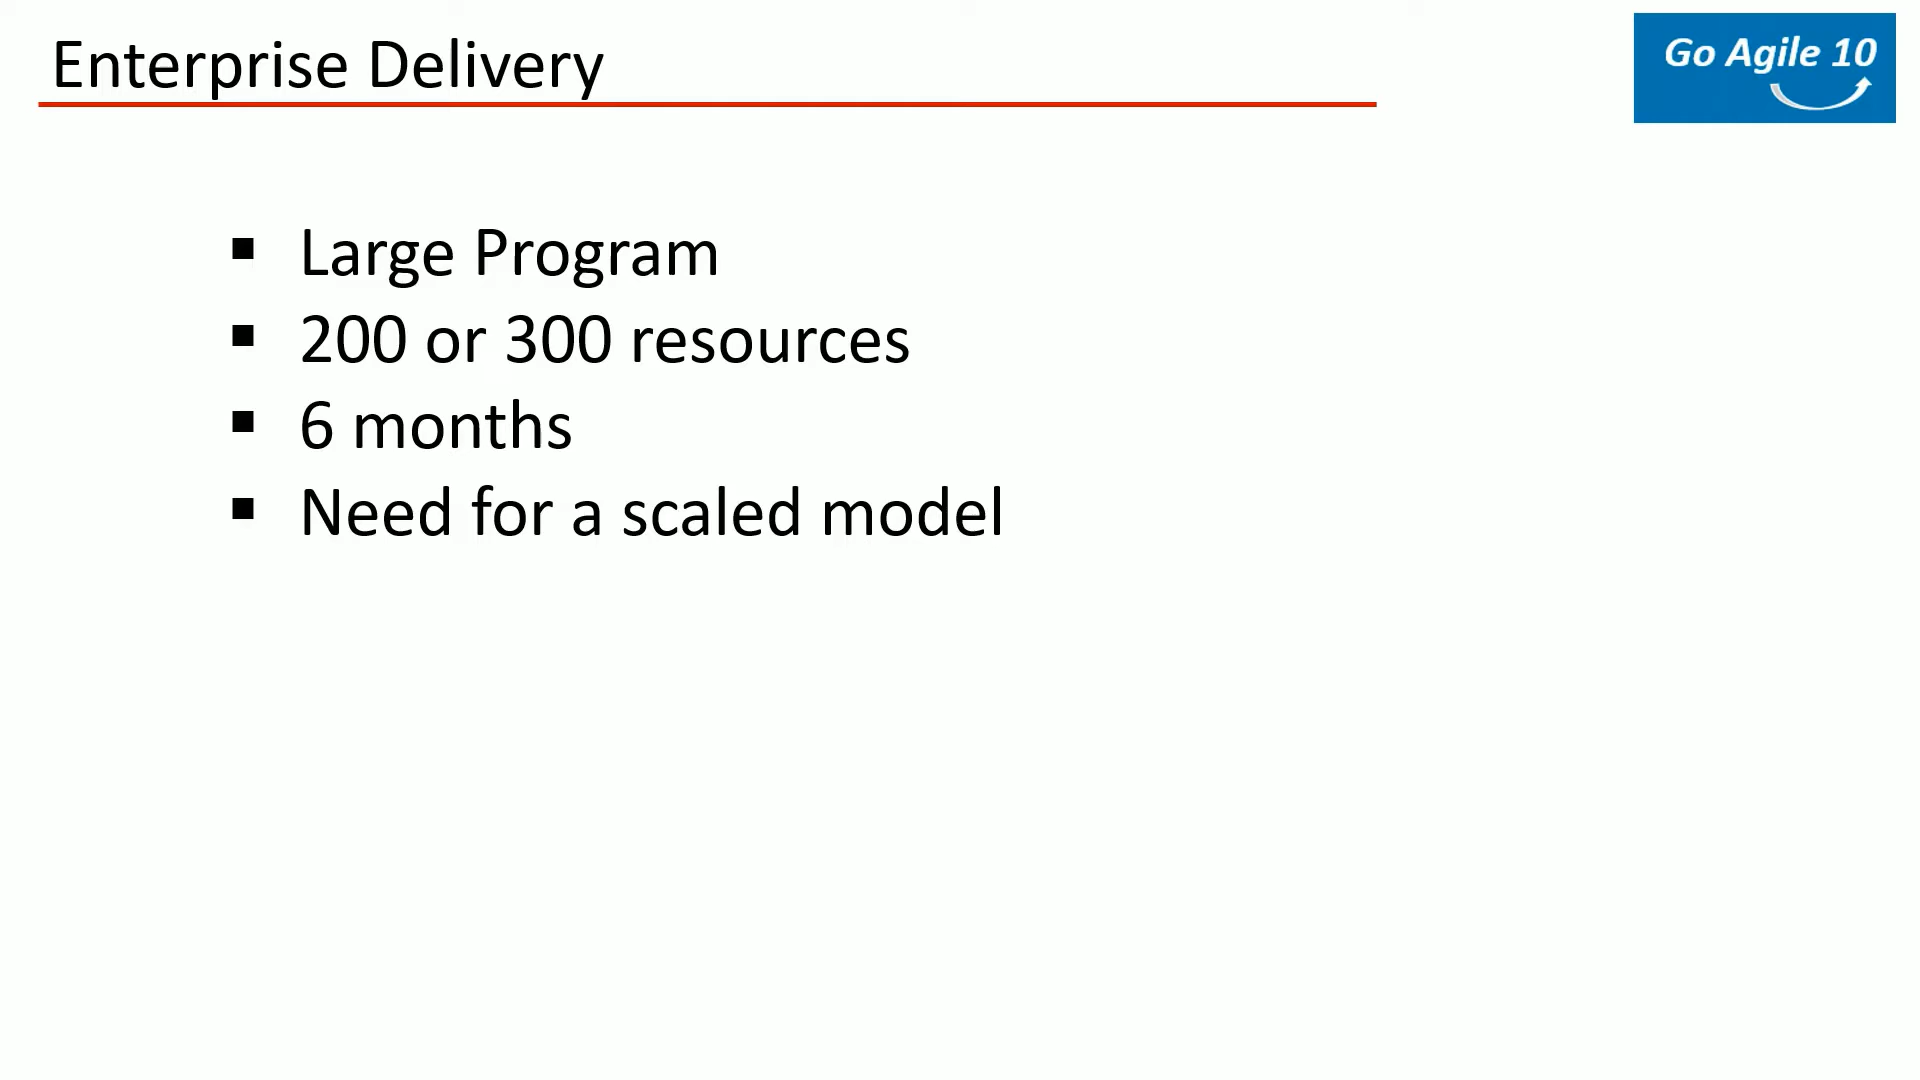 Enterprise Delivery
Go Agile 10
▪ Large Program
▪ 200 or 300 resources
▪ 6 months
▪ Need for a scaled model